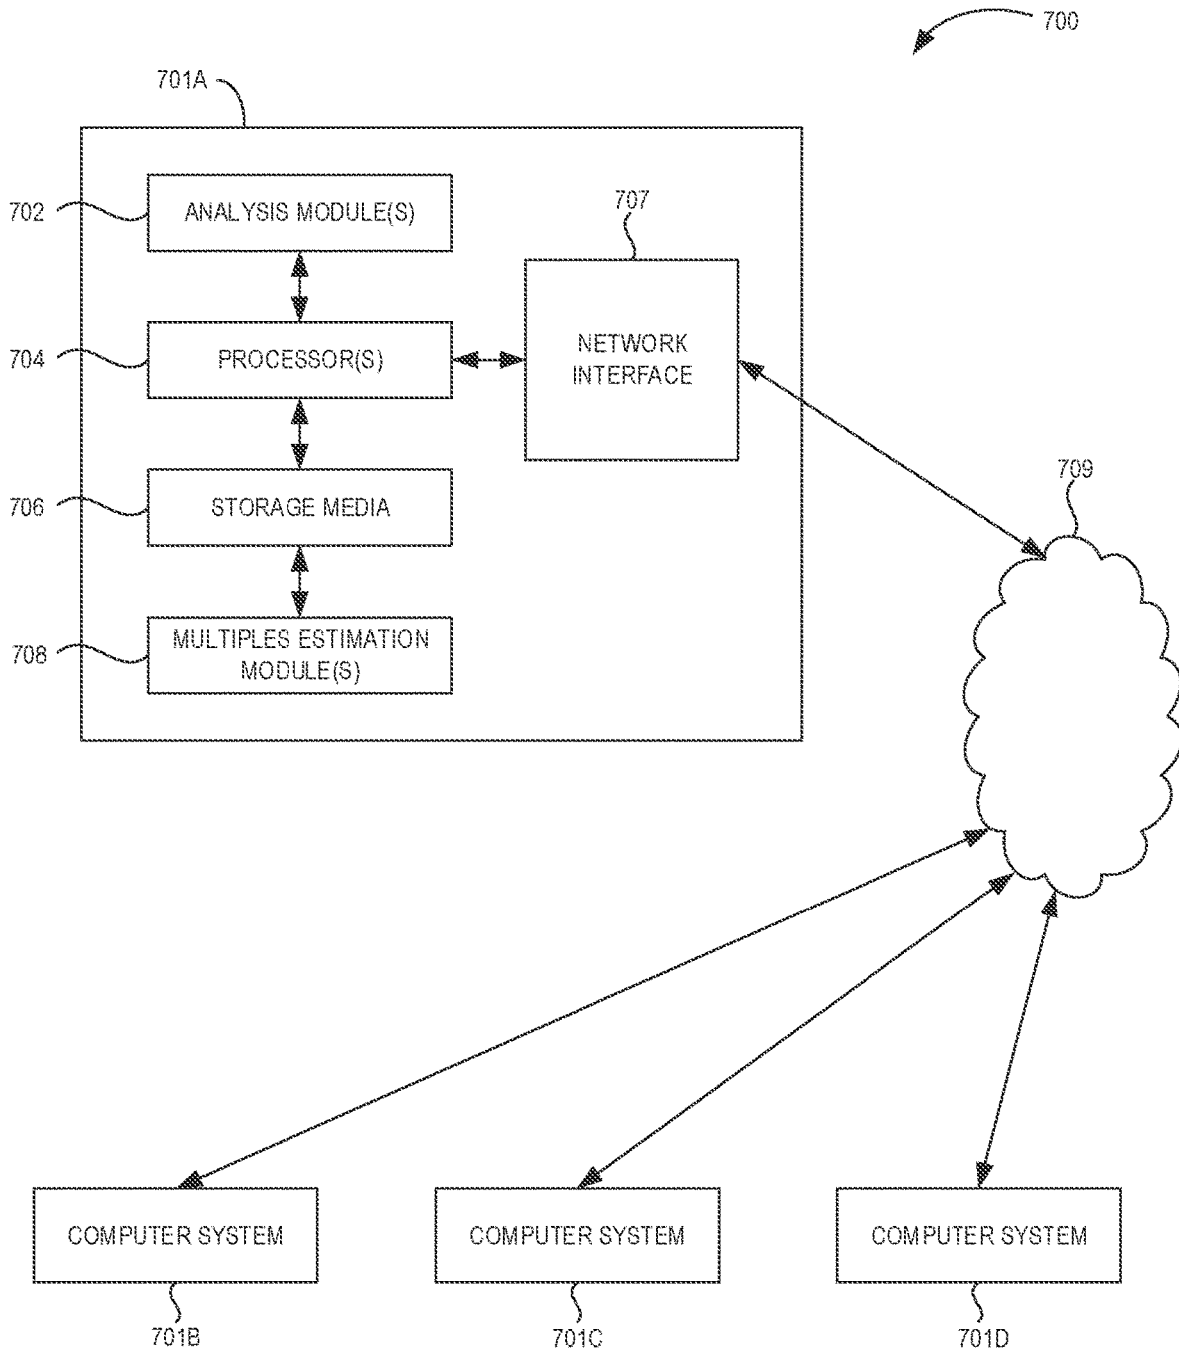 700
701A
702
ANALYSIS MODULE(S)
707
704
PROCESSOR(S)
NETWORK
INTERFACE
706
STORAGE MEDIA
709
708
MULTIPLES ESTIMATION
MODULE(S)
COMPUTER SYSTEM
COMPUTER SYSTEM
COMPUTER SYSTEM
701B
701C
701D